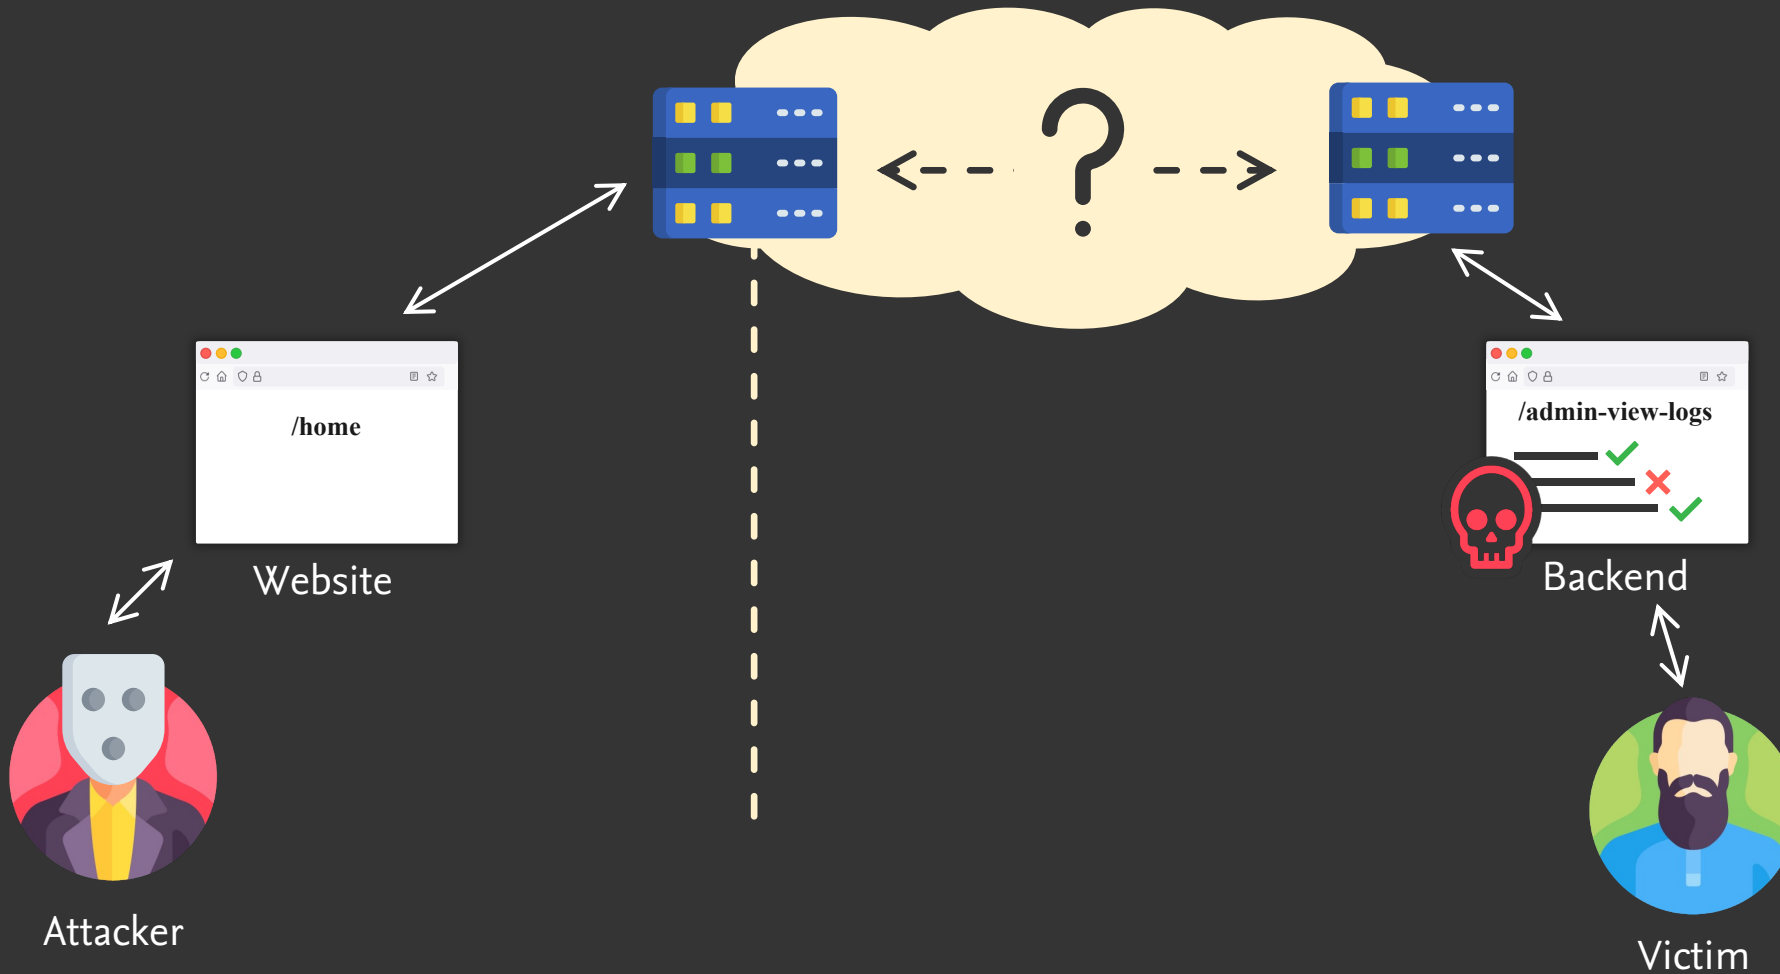 ?
/home
Website
/admin-view-logs
Backend
Attacker
Victim